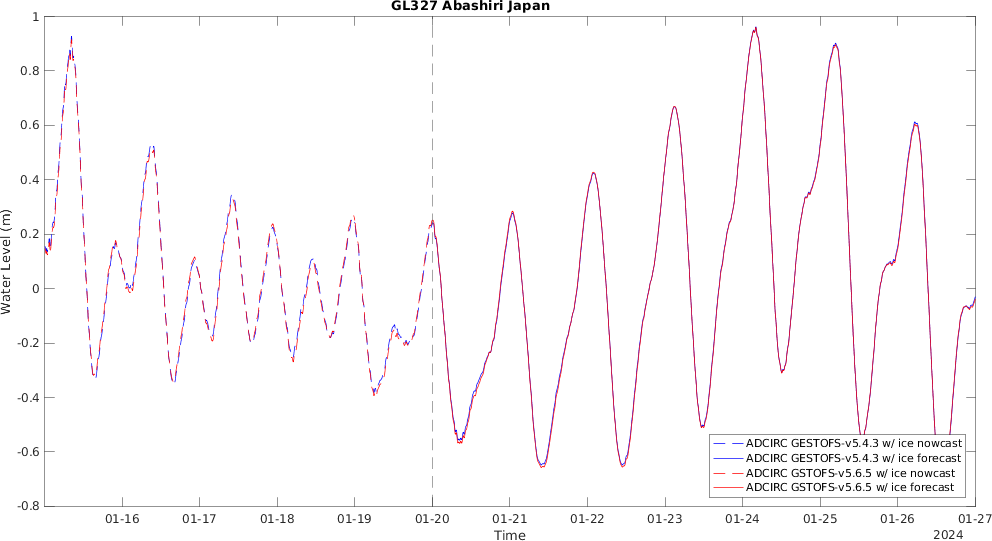 GL327 Abashiri Japan
1
0.8
0.6
0.4
0.2
0
-0.2
-0.4
-0.6
-0.8
Water Level (m)
ADCIRC GESTOFS-v5.4.3 w/ ice nowcast
ADCIRC GESTOFS-v5.4.3 w/ ice forecast
ADCIRC GSTOFS-v5.6.5 w/ ice nowcast
ADCIRC GSTOFS-v5.6.5 w/ ice forecast
01-16 01-17 01-18 01-19 01-20 01-21 01-22 01-23 01-24 01-25 01-26 01-27
Time
2024